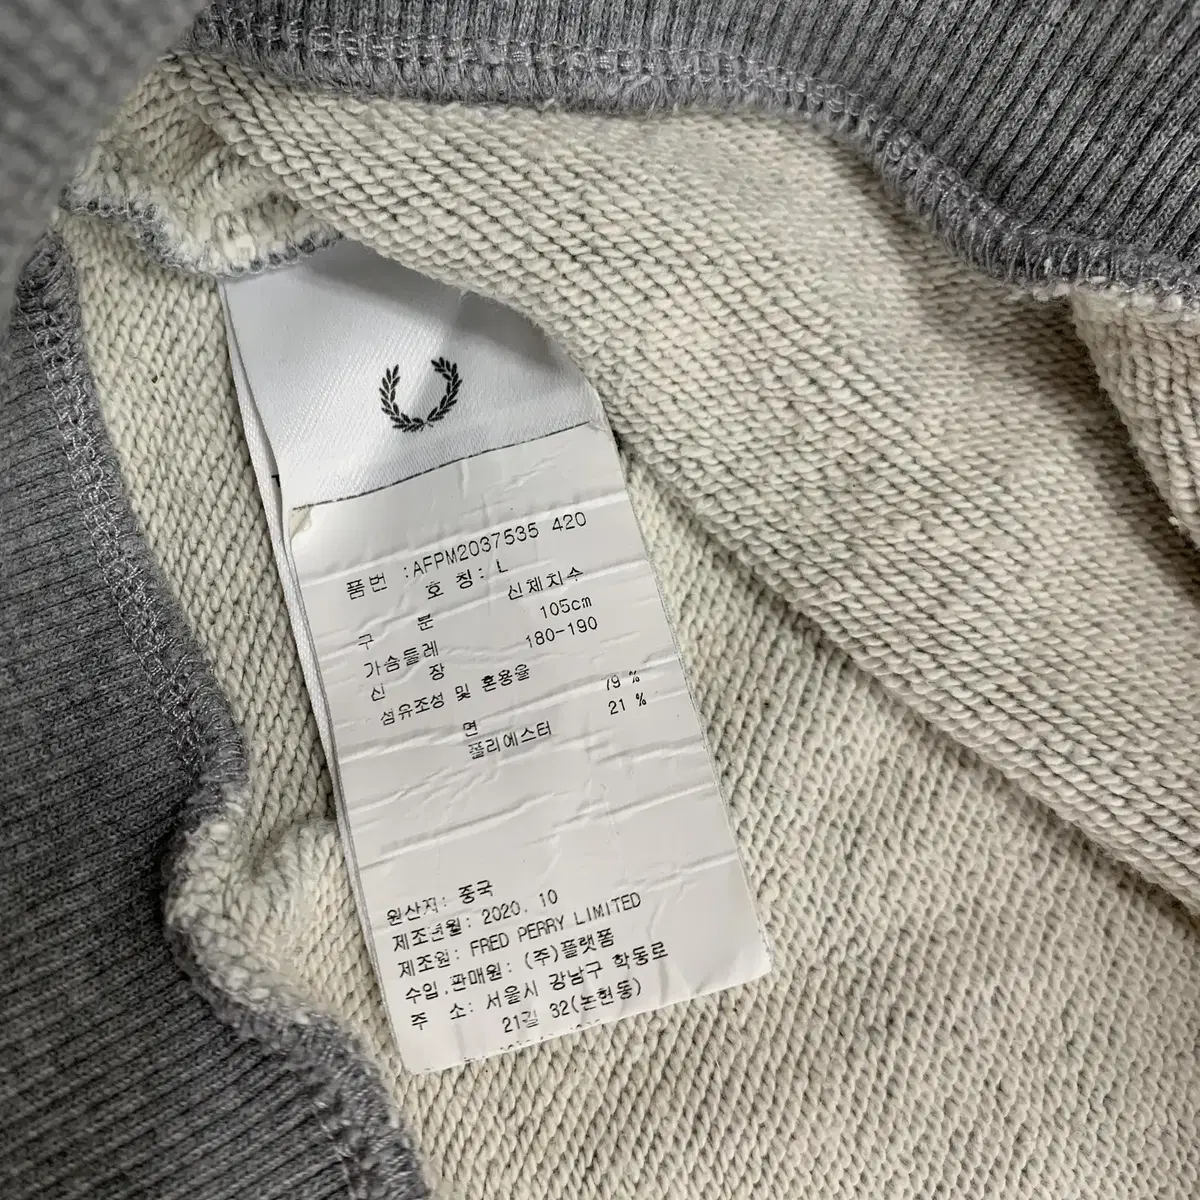 품번 :AFPM2037535 420
호 칭: L
구 분 신체치수
가슴둘레 105cm
신 장 180-190
섬유조성 및 혼용율
면 79 %
폴리에스터 21 %
원산지: 중국
제조년월: 2020. 10
제조원: FRED PERRY LIMITED
수입,판매원: (주)플랫폼
주 소: 서울시 강남구 학동로
21길 32(논현동)